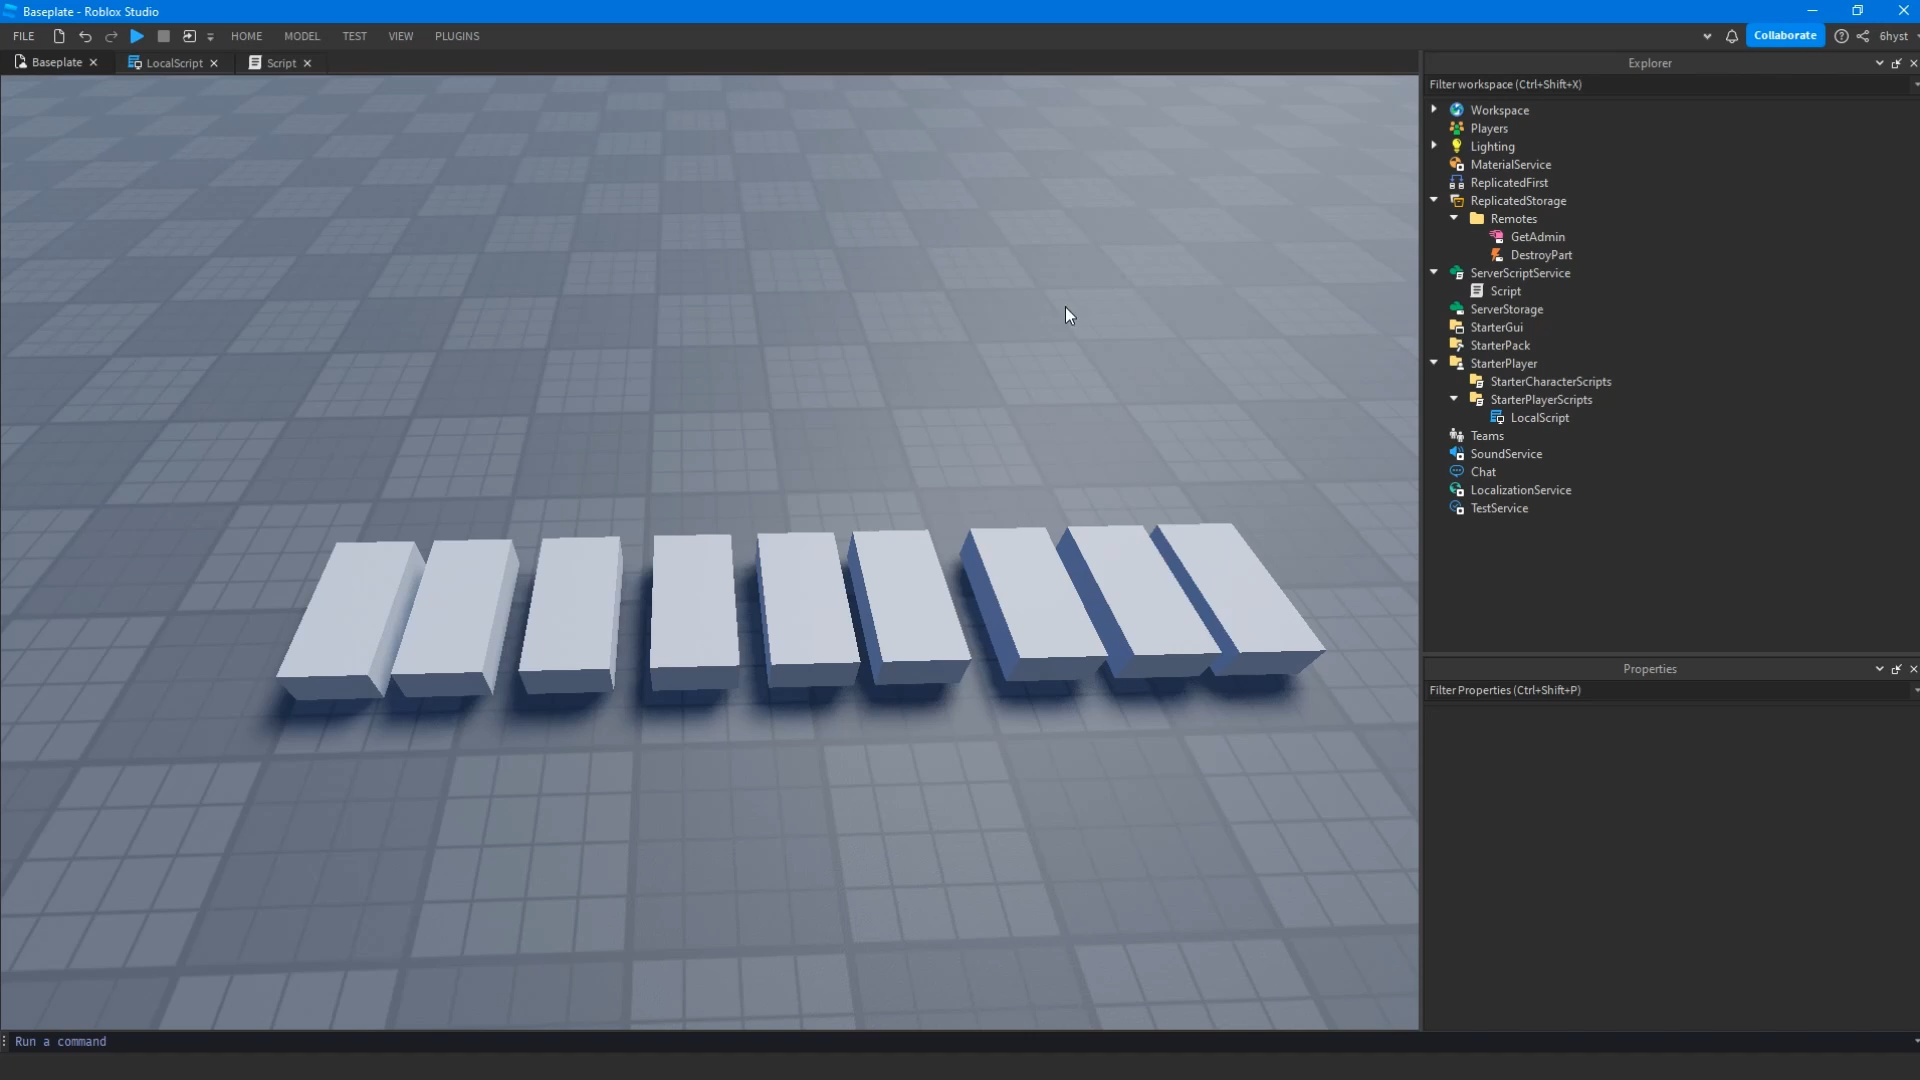 Baseplate - Roblox Studio
FILE HOME MODEL TEST VIEW PLUGINS Collaborate 6hyst
Baseplate LocalScript Script
Explorer
Filter workspace (Ctrl+Shift+X)
Workspace
Players
Lighting
MaterialService
ReplicatedFirst
ReplicatedStorage
Remotes
GetAdmin
DestroyPart
ServerScriptService
Script
ServerStorage
StarterGui
StarterPack
StarterPlayer
StarterCharacterScripts
StarterPlayerScripts
LocalScript
Teams
SoundService
Chat
LocalizationService
TestService
Properties
Filter Properties (Ctrl+Shift+P)
Run a command